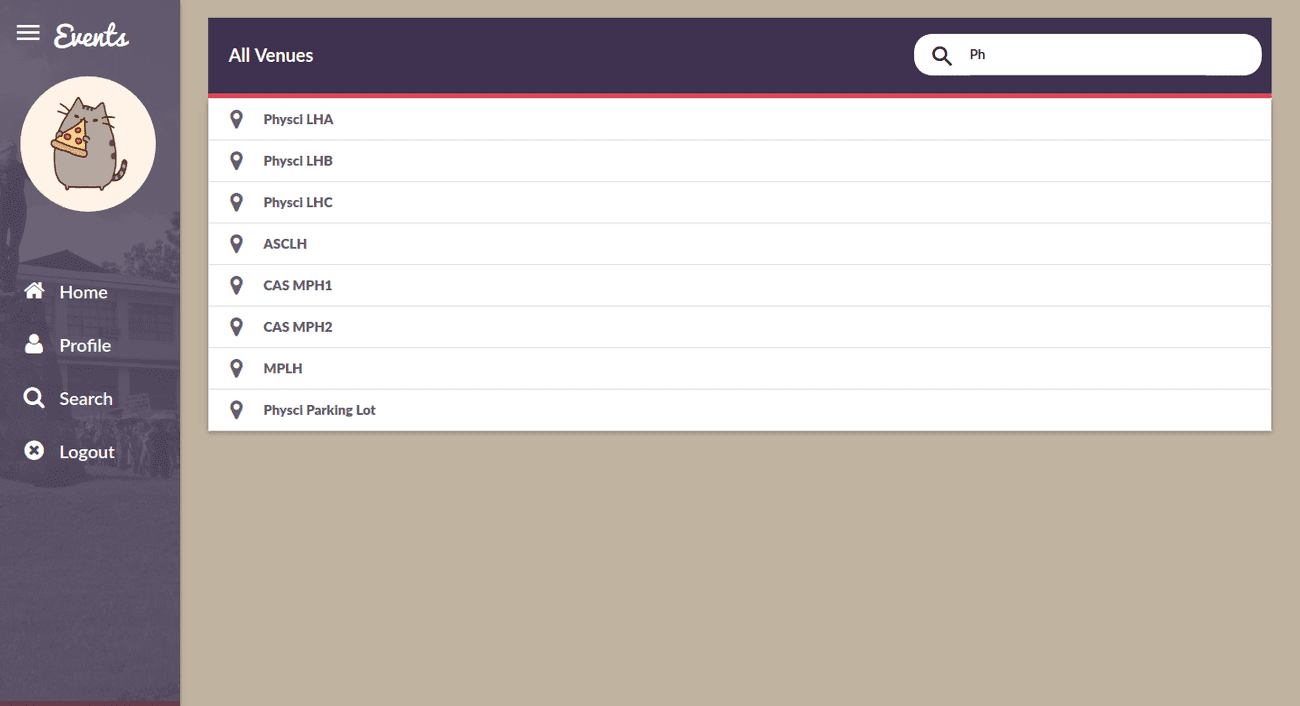 Events
Home
Profile
Search
Logout
All Venues
Ph
Physci LHA
Physci LHB
Physci LHC
ASCLH
CAS MPH1
CAS MPH2
MPLH
Physci Parking Lot